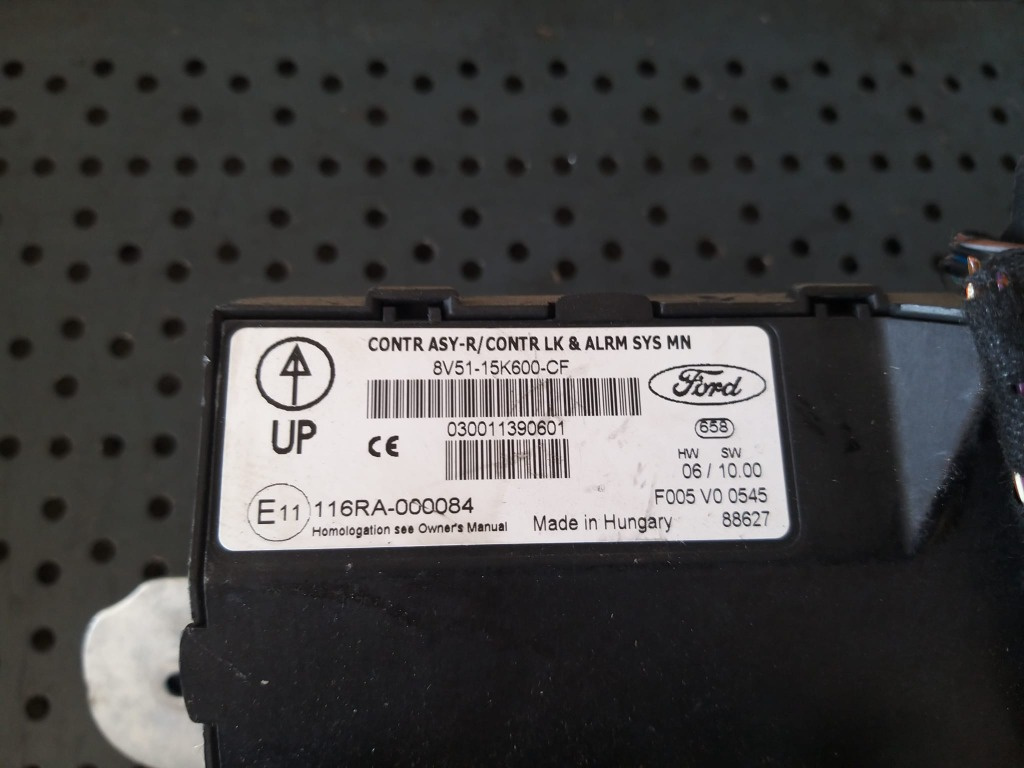 CONTR ASY-R/CONTR LK & ALRM SYS MN
8V51-15K600-CF
Ford
UP
CE
030011390601
658
HW SW
06 / 10.00
E11 116RA-000084
F005 V0 0545
Homologation see Owner's Manual
Made in Hungary
88627